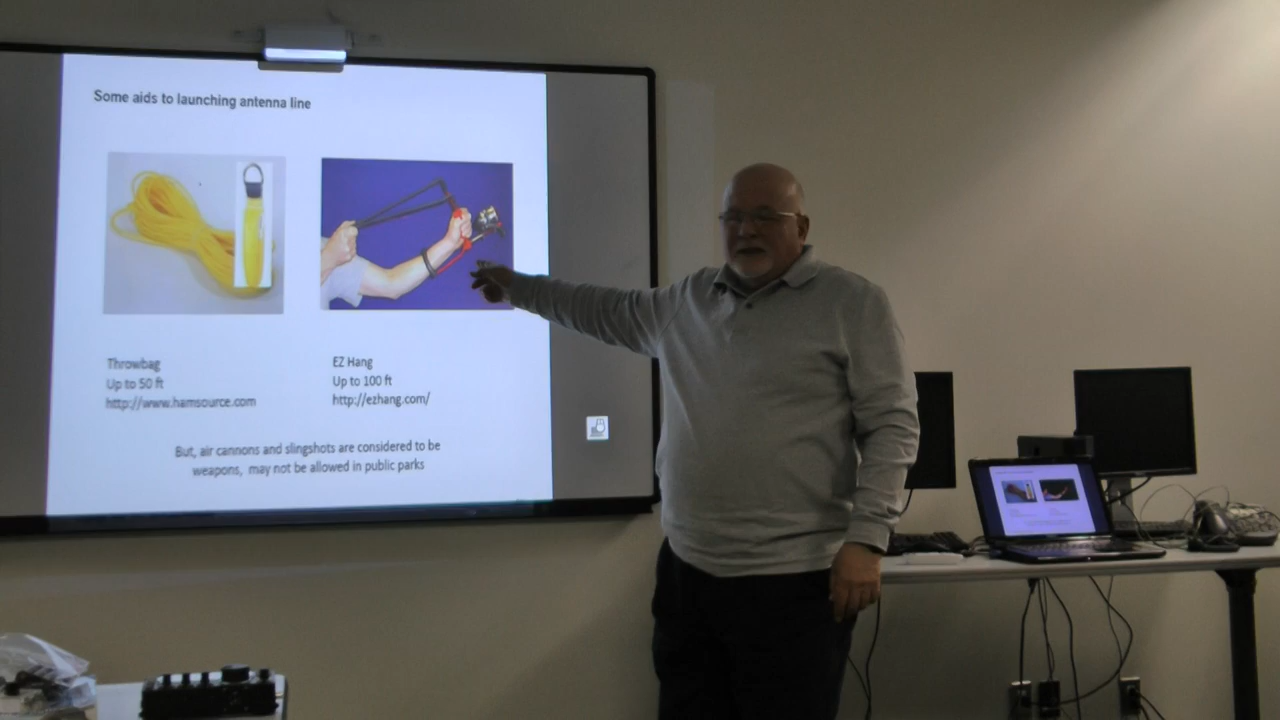 Some aids to launching antenna line
Throwbag
Up to 50 ft
http://www.hamsource.com
EZ Hang
Up to 100 ft
http://ezhang.com/
But, air cannons and slingshots are considered to be
weapons, may not be allowed in public parks